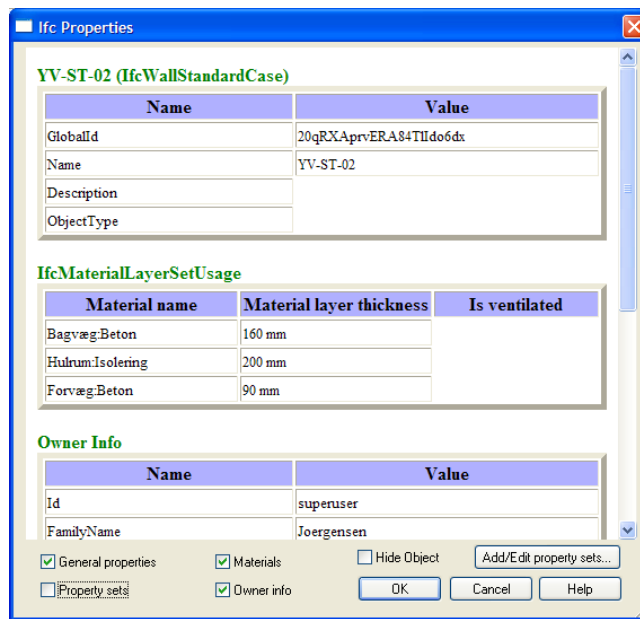 Ifc Properties
YV-ST-02 (IfcWallStandardCase)
Name Value
GlobalId 20qRXAprvERA84TlIdo6dx
Name YV-ST-02
Description
ObjectType
IfcMaterialLayerSetUsage
Material name Material layer thickness Is ventilated
Bagvæg:Beton 160 mm
Hulrum:Isolering 200 mm
Forvæg:Beton 90 mm
Owner Info
Name Value
Id superuser
FamilyName Joergensen
General properties Materials Hide Object Add/Edit property sets...
Property sets Owner info OK Cancel Help